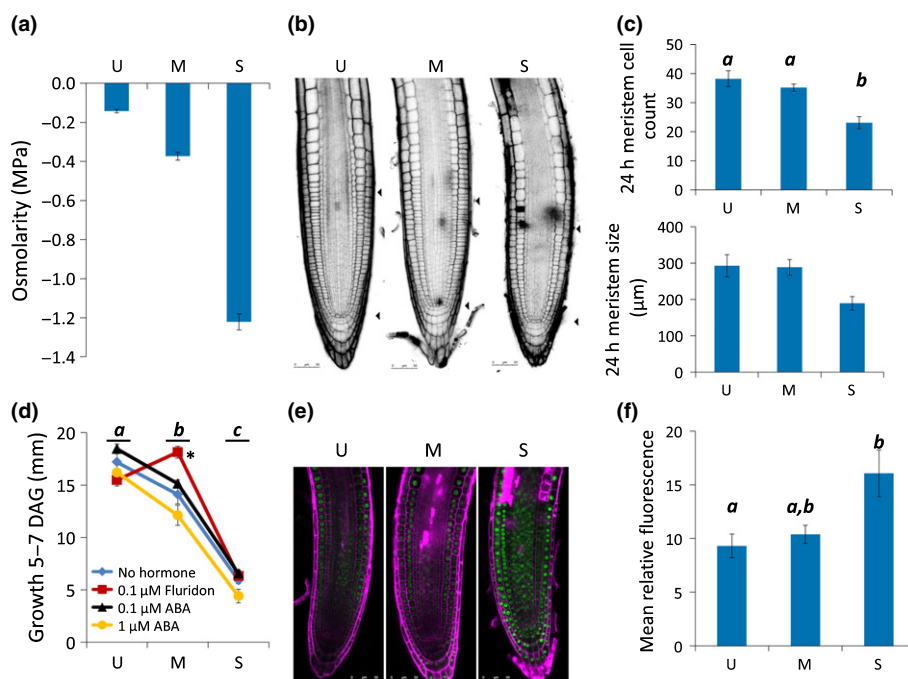 (a)
U M S
0.0
−0.2
−0.4
−0.6
−0.8
−1.0
−1.2
−1.4
Osmolarity (MPa)
(b)
U M S
(c)
50
40
30
20
10
0
24 h meristem cell
count
a a b
U M S
400
300
200
100
0
24 h meristem size
(µm)
U M S
(d)
20
15
10
5
0
Growth 5–7 DAG (mm)
a b c
*
No hormone
0.1 µM Fluridon
0.1 µM ABA
1 µM ABA
U M S
(e)
U M S
(f)
20
15
10
5
0
Mean relative fluorescence
a a,b b
U M S